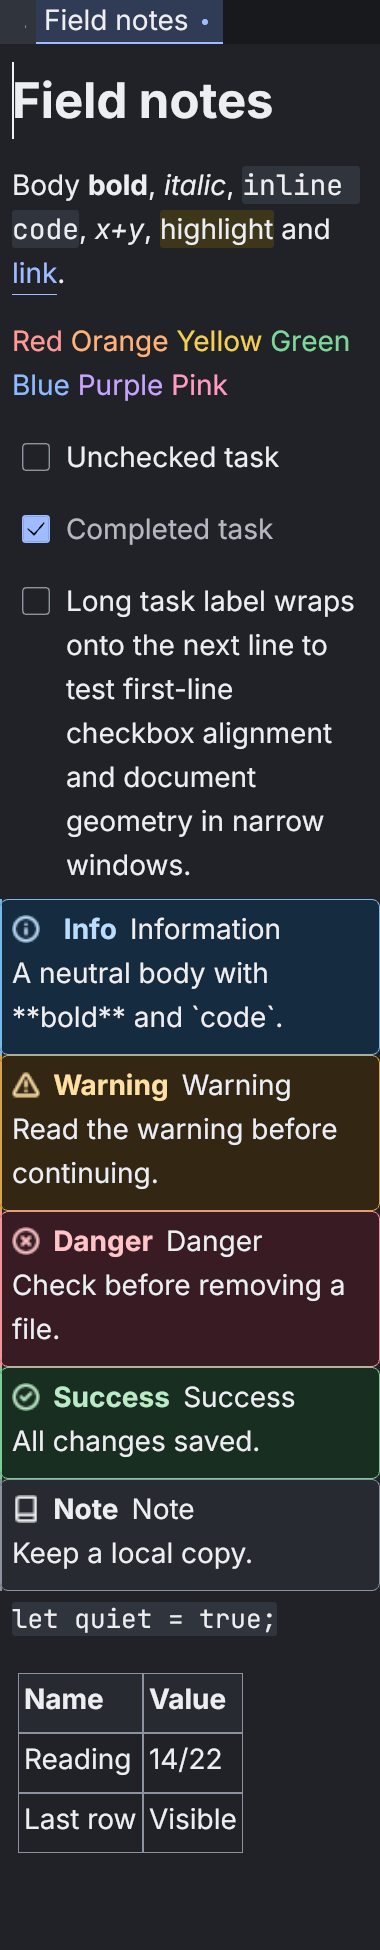 Field notes
Field notes
Body bold, italic, inline
code, x+y, highlight and
link.
Red Orange Yellow Green
Blue Purple Pink
Unchecked task
Completed task
Long task label wraps
onto the next line to
test first-line
checkbox alignment
and document
geometry in narrow
windows.
Info Information
A neutral body with
**bold** and `code`.
Warning Warning
Read the warning before
continuing.
Danger Danger
Check before removing a
file.
Success Success
All changes saved.
Note Note
Keep a local copy.
let quiet = true;
Name Value
Reading 14/22
Last row Visible